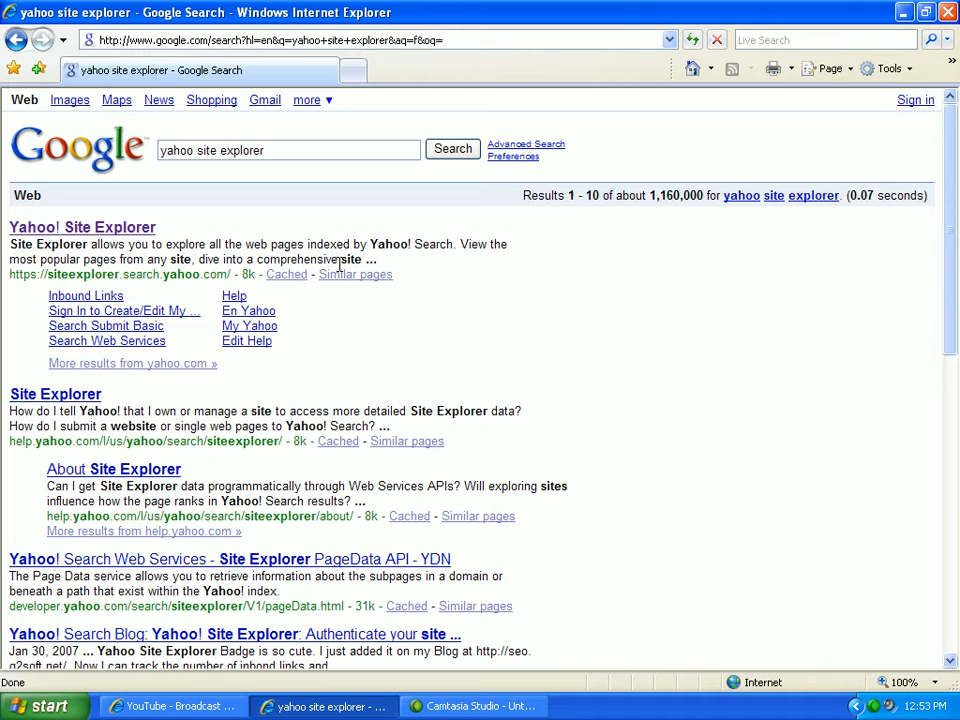 yahoo site explorer - Google Search - Windows Internet Explorer
http://www.google.com/search?hl=en&q=yahoo+site+explorer&aq=f&oq=
Live Search
yahoo site explorer - Google Search
Page
Tools
Web Images Maps News Shopping Gmail more ▼ Sign in
Google
yahoo site explorer
Search
Advanced Search
Preferences
Web
Results 1 - 10 of about 1,160,000 for yahoo site explorer. (0.07 seconds)
Yahoo! Site Explorer
Site Explorer allows you to explore all the web pages indexed by Yahoo! Search. View the
most popular pages from any site, dive into a comprehensive site ...
https://siteexplorer.search.yahoo.com/ - 8k - Cached - Similar pages
Inbound Links Help
Sign In to Create/Edit My ... En Yahoo
Search Submit Basic My Yahoo
Search Web Services Edit Help
More results from yahoo.com »
Site Explorer
How do I tell Yahoo! that I own or manage a site to access more detailed Site Explorer data?
How do I submit a website or single web pages to Yahoo! Search? ...
help.yahoo.com/l/us/yahoo/search/siteexplorer/ - 8k - Cached - Similar pages
About Site Explorer
Can I get Site Explorer data programmatically through Web Services APIs? Will exploring sites
influence how the page ranks in Yahoo! Search results? ...
help.yahoo.com/l/us/yahoo/search/siteexplorer/about/ - 8k - Cached - Similar pages
More results from help.yahoo.com »
Yahoo! Search Web Services - Site Explorer PageData API - YDN
The Page Data service allows you to retrieve information about the subpages in a domain or
beneath a path that exist within the Yahoo! index.
developer.yahoo.com/search/siteexplorer/V1/pageData.html - 31k - Cached - Similar pages
Yahoo! Search Blog: Yahoo! Site Explorer: Authenticate your site ...
Jan 30, 2007 ... Yahoo Site Explorer Badge is so cute. I just added it on my Blog at http://seo.
g2soft.net/. Now I can track the number of inbond links and
Done
Internet
100%
start
YouTube - Broadcast ...
yahoo site explorer - ...
Camtasia Studio - Unt...
12:53 PM